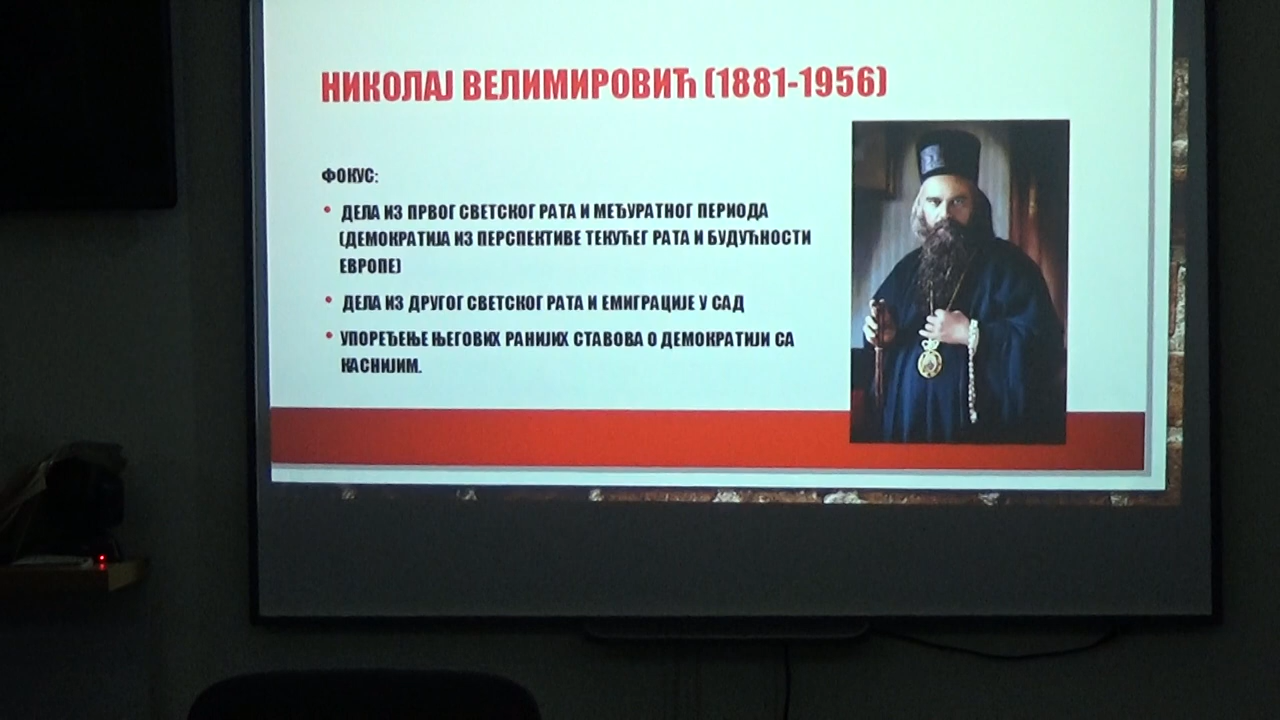 НИКОЛАЈ ВЕЛИМИРОВИЋ (1881-1956)
ФОКУС:
• ДЕЛА ИЗ ПРВОГ СВЕТСКОГ РАТА И МЕЂУРАТНОГ ПЕРИОДА
(ДЕМОКРАТИЈА ИЗ ПЕРСПЕКТИВЕ ТЕКУЋЕГ РАТА И БУДУЋНОСТИ
ЕВРОПЕ)
• ДЕЛА ИЗ ДРУГОГ СВЕТСКОГ РАТА И ЕМИГРАЦИЈЕ У САД
• УПОРЕЂЕЊЕ ЊЕГОВИХ РАНИЈИХ СТАВОВА О ДЕМОКРАТИЈИ СА
КАСНИЈИМ.